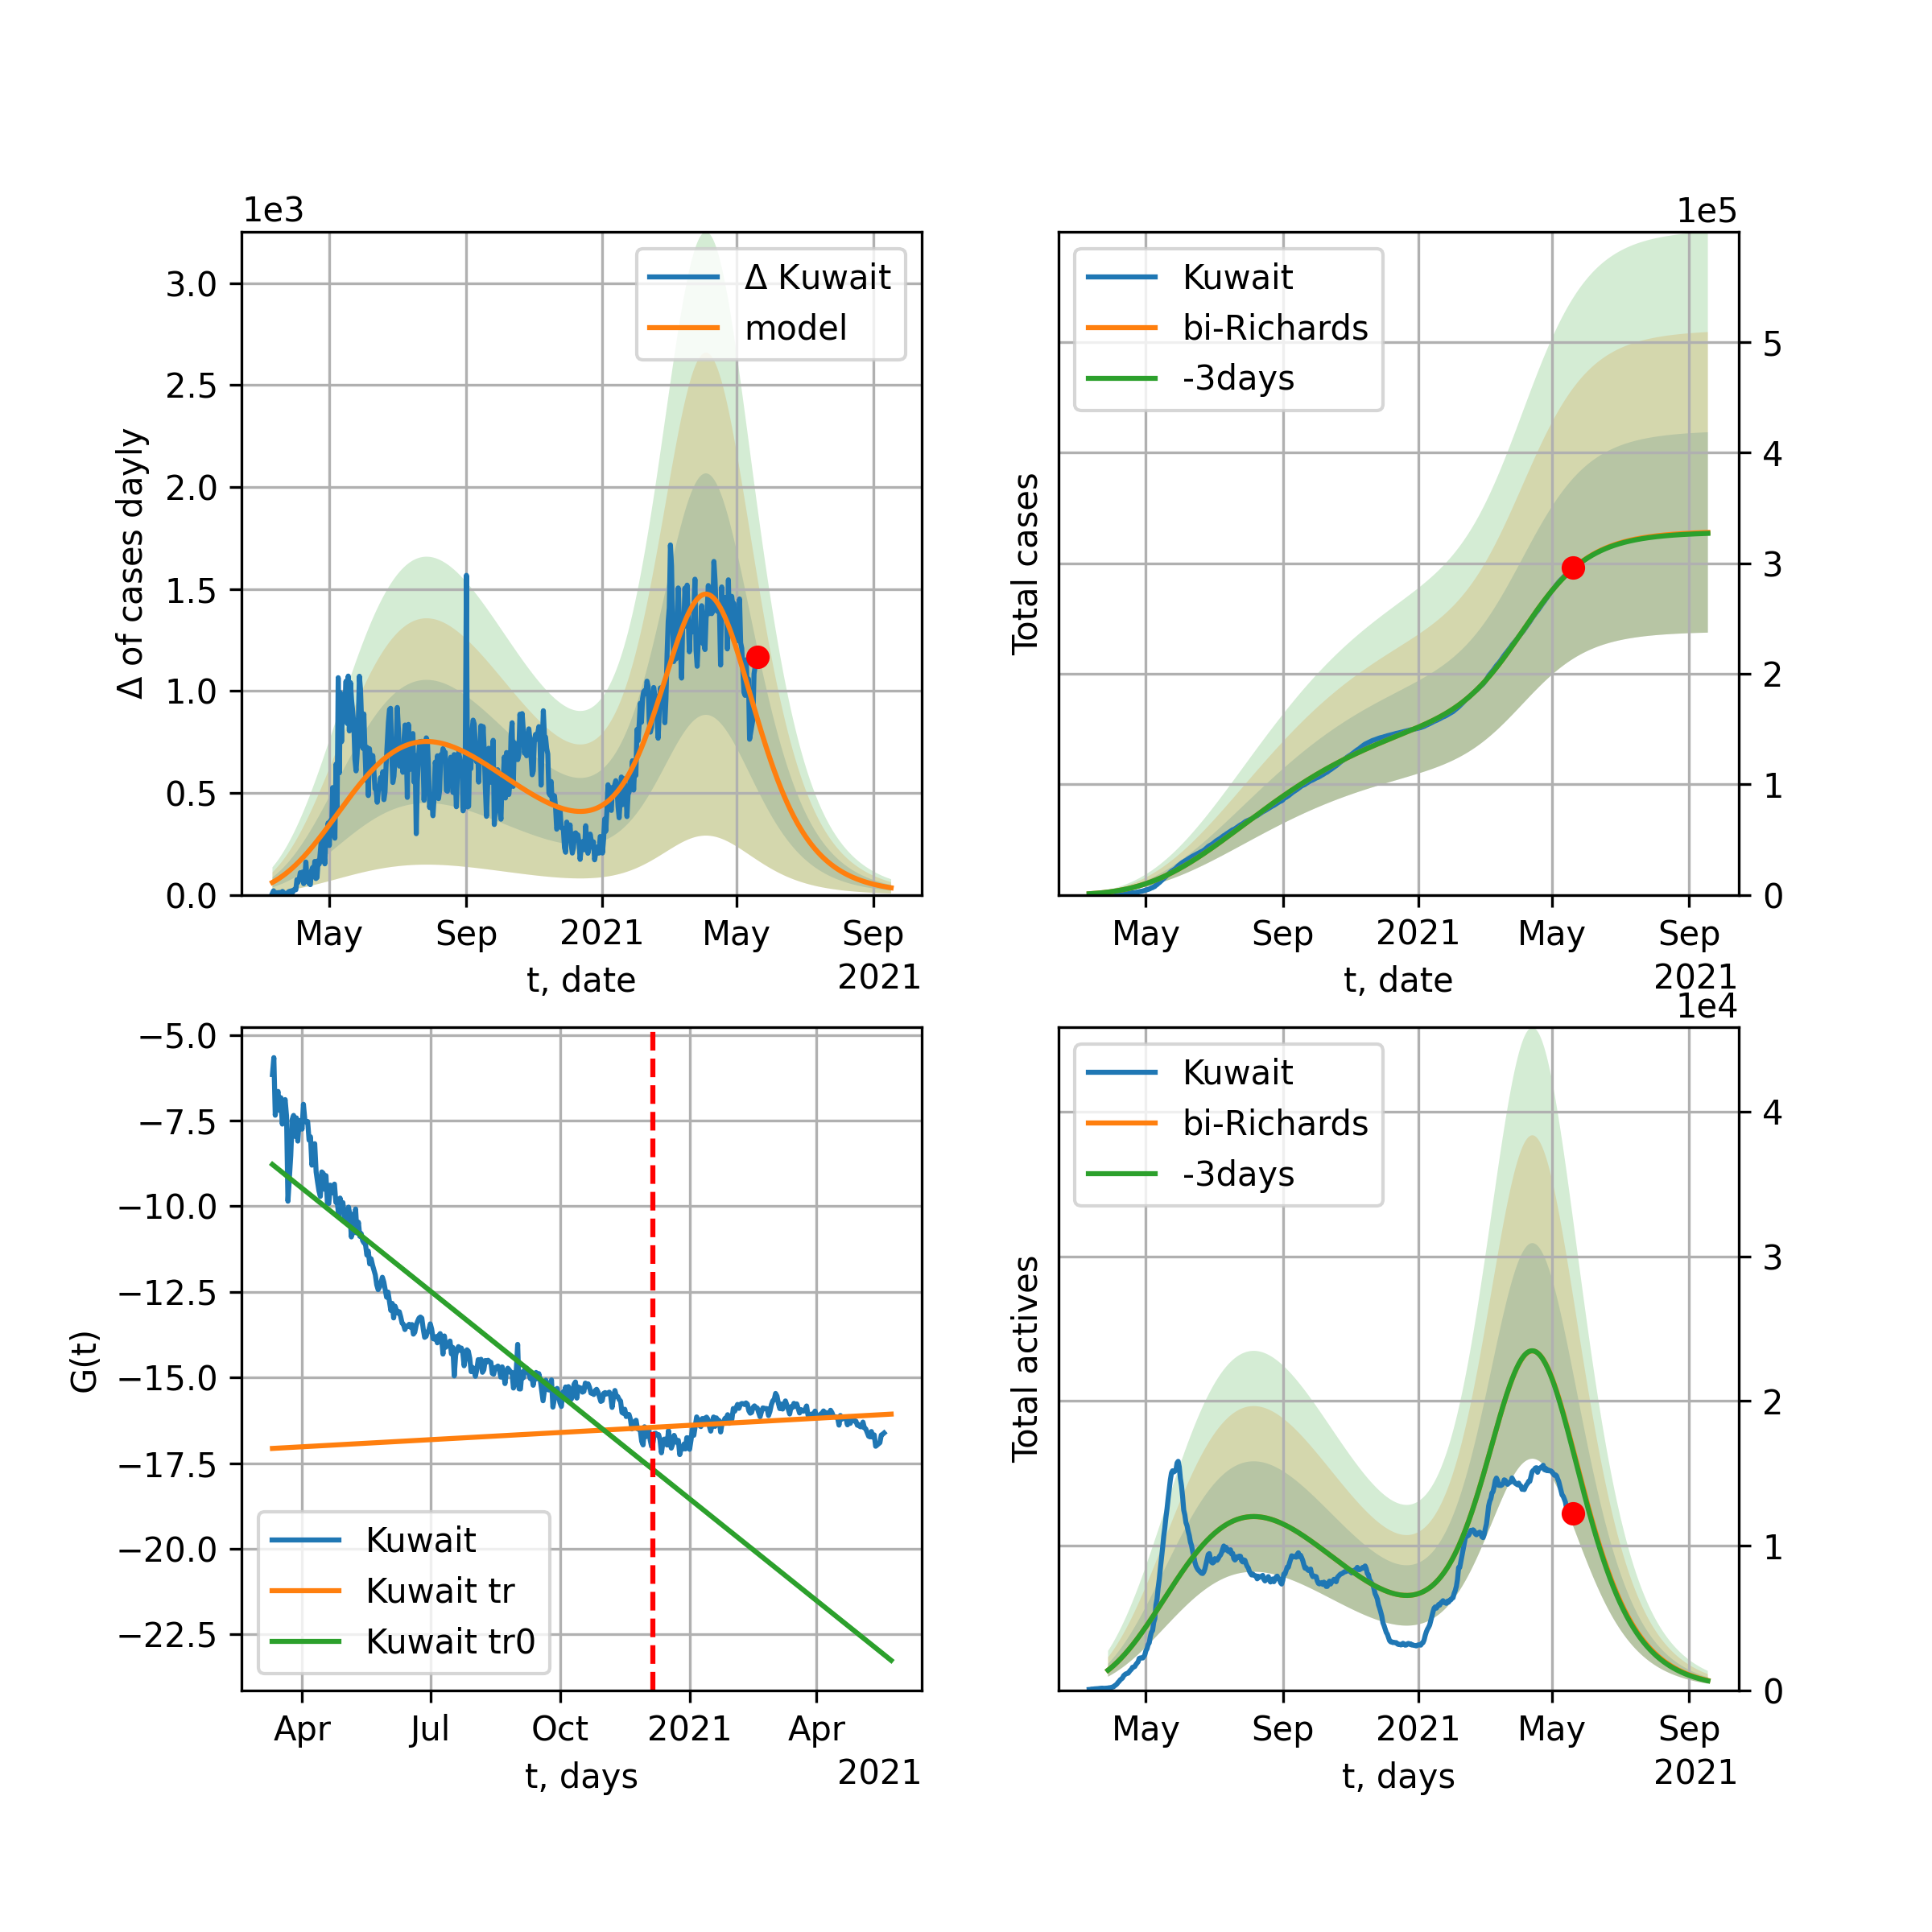 1e3
Δ of cases dayly
3.0
2.5
2.0
1.5
1.0
0.5
0.0
Δ Kuwait
model
May Sep 2021 May Sep
t, date
2021
1e5
Total cases
Kuwait
bi-Richards
-3days
5
4
3
2
1
0
May Sep 2021 May Sep
t, date
2021
G(t)
−5.0
−7.5
−10.0
−12.5
−15.0
−17.5
−20.0
−22.5
Kuwait
Kuwait tr
Kuwait tr0
Apr Jul Oct 2021 Apr
t, days
2021
1e4
Total actives
Kuwait
bi-Richards
-3days
4
3
2
1
0
May Sep 2021 May Sep
t, days
2021